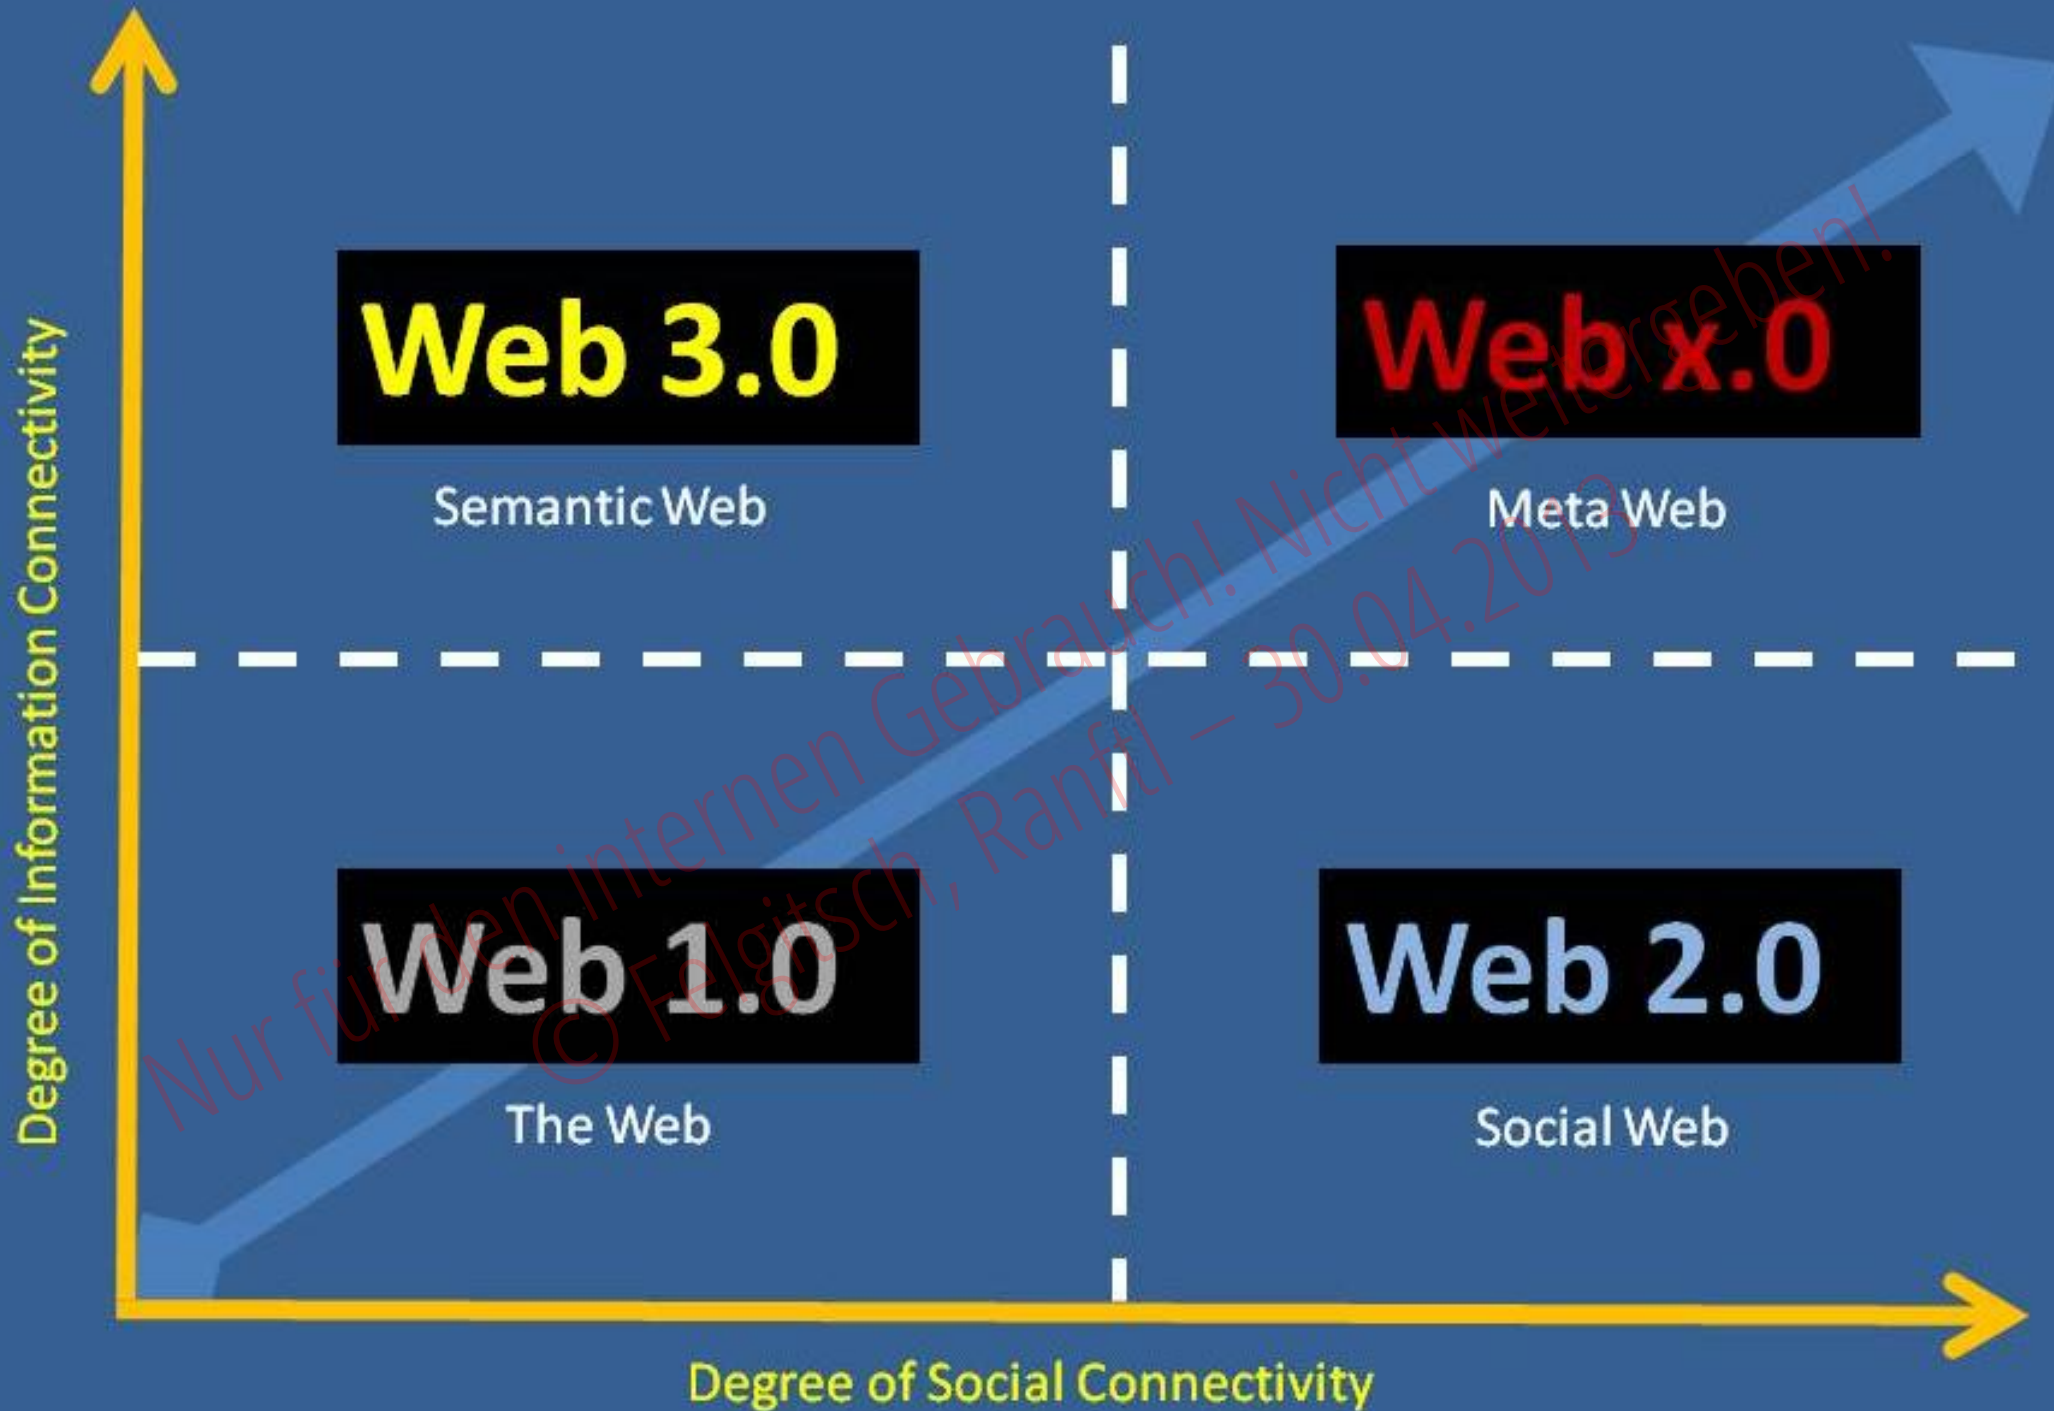 Degree of Information Connectivity
Web 3.0
Semantic Web
Web x.0
Meta Web
Web 1.0
The Web
Web 2.0
Social Web
Degree of Social Connectivity
Nur für den internen Gebrauch! Nicht weitergeben!
© Felgitsch, Ranftl – 30.04.2013